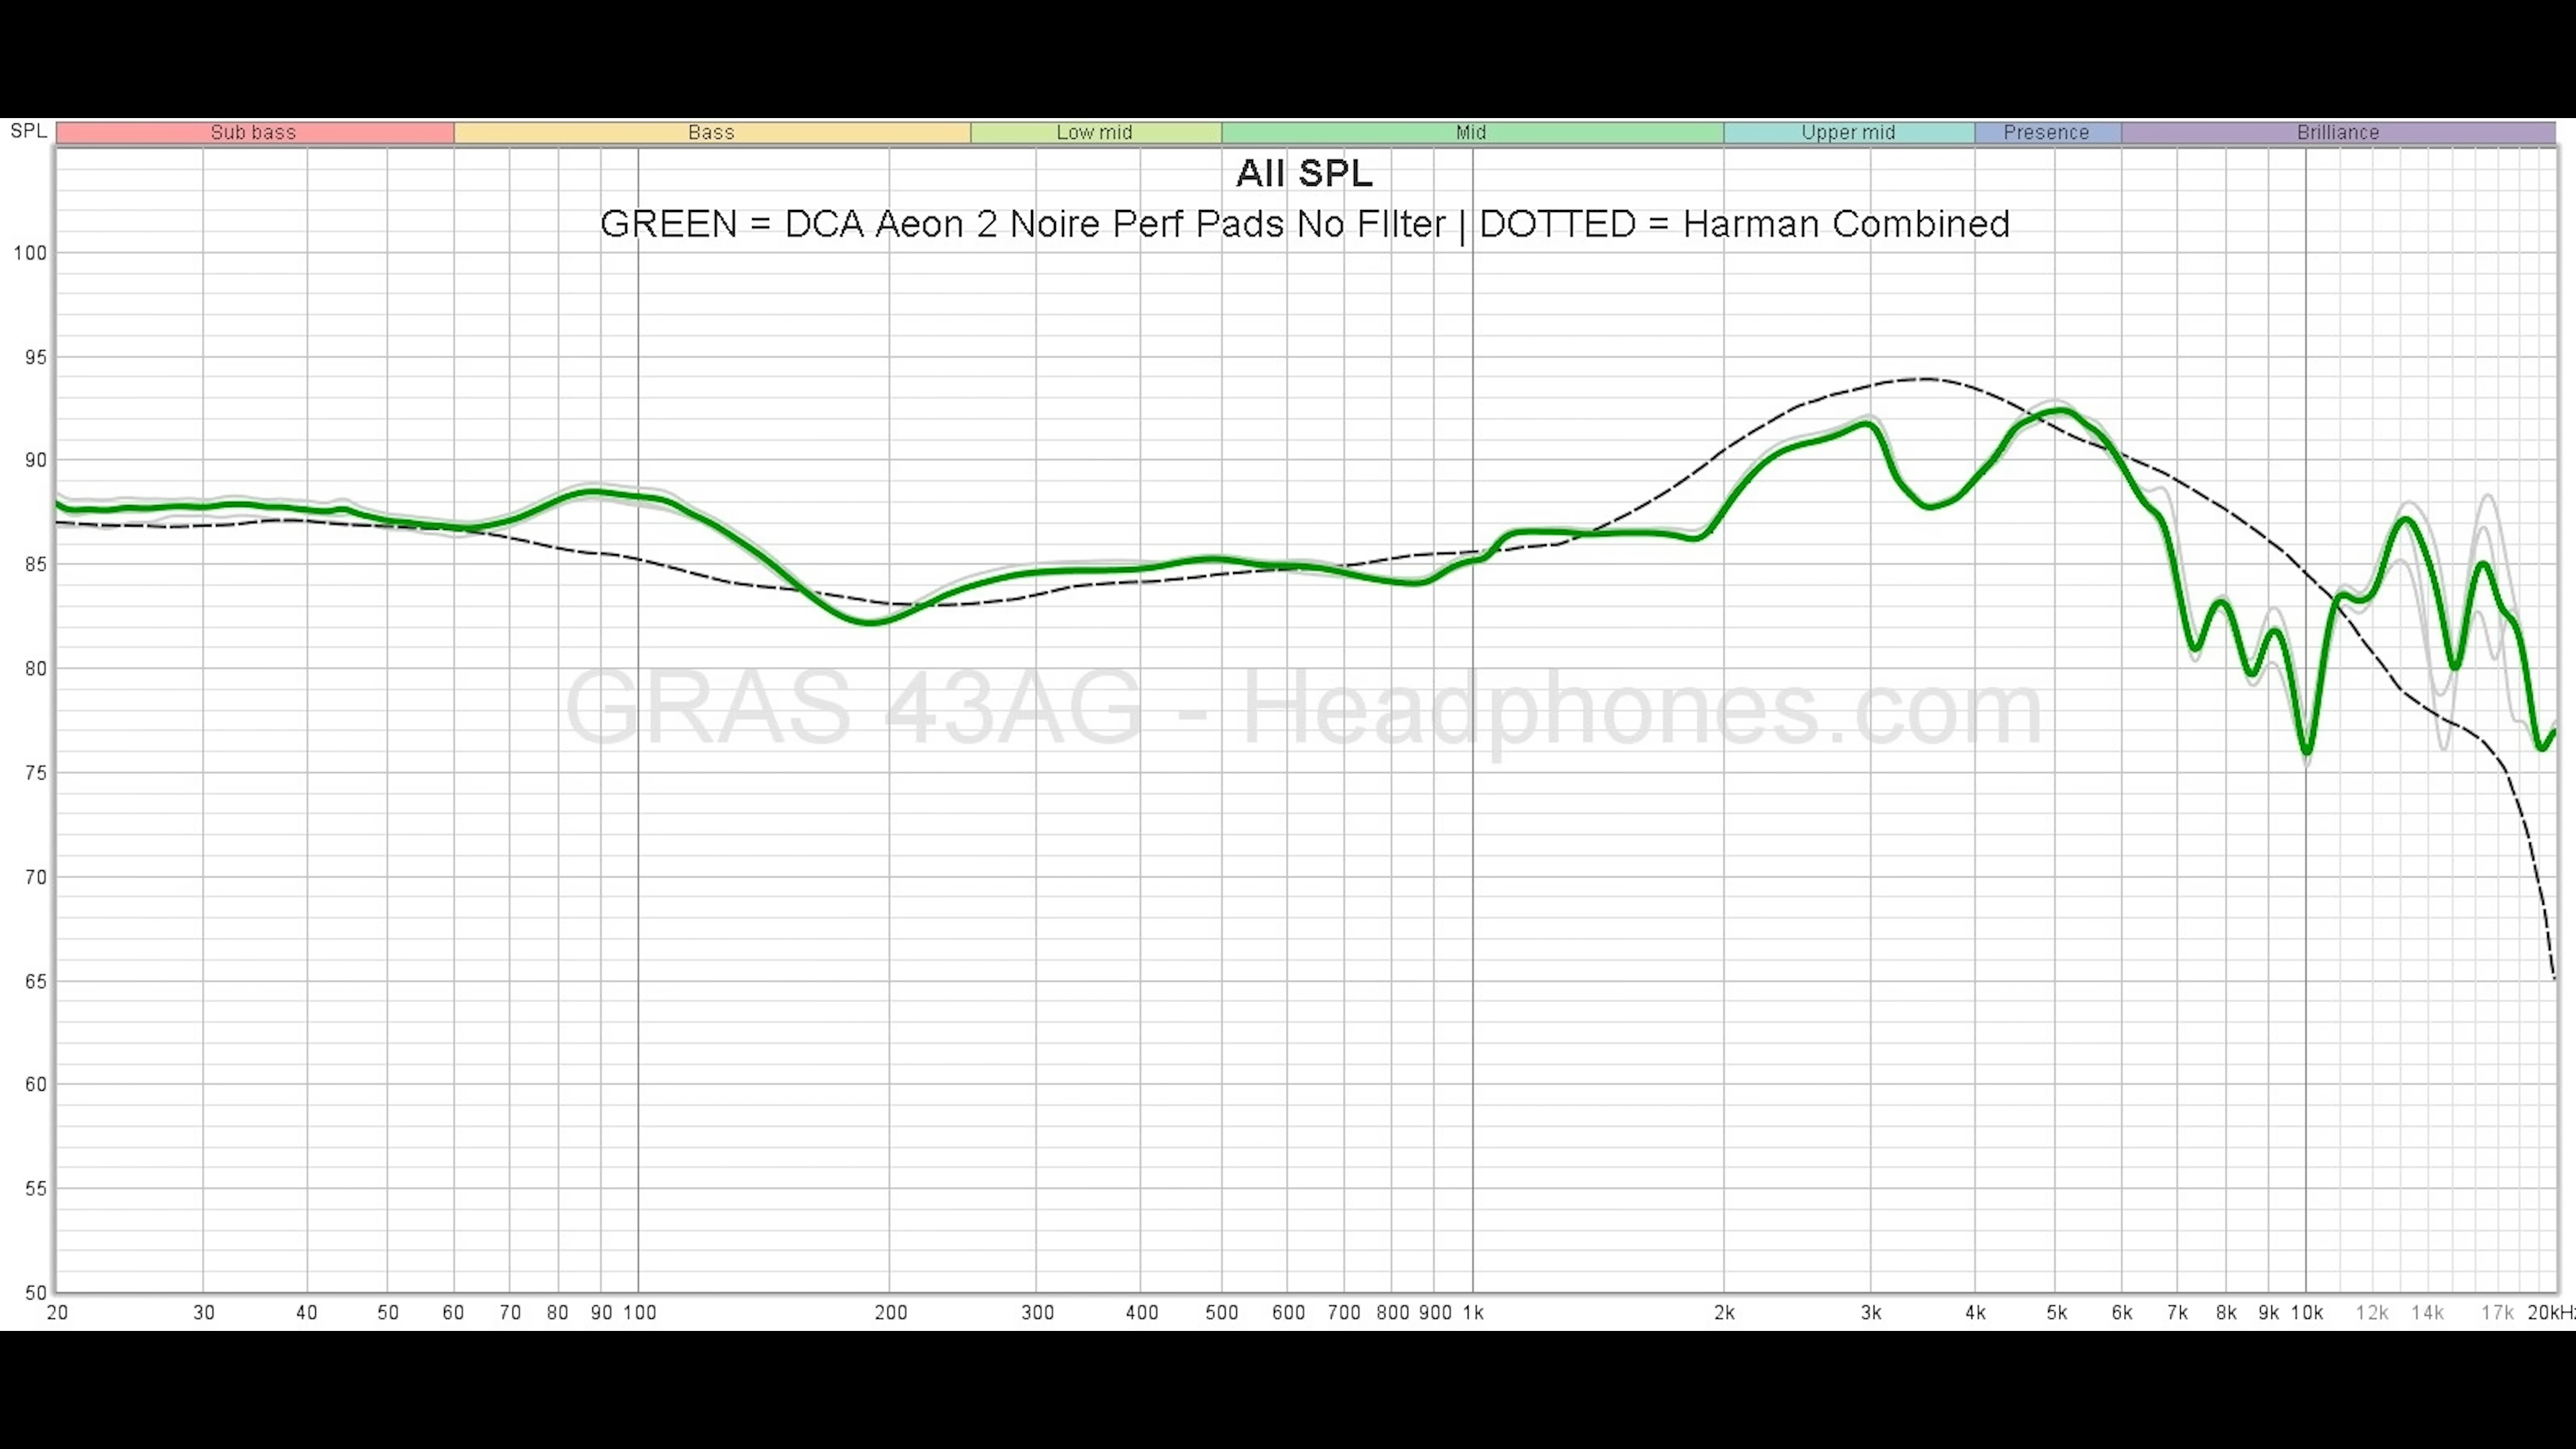 SPL Sub bass Bass Low mid Mid Upper mid Presence Brilliance
All SPL
GREEN = DCA Aeon 2 Noire Perf Pads No FIlter | DOTTED = Harman Combined
100
95
90
85
80
GRAS 43AG - Headphones.com
75
70
65
60
55
50
20 30 40 50 60 70 80 90 100 200 300 400 500 600 700 800 900 1k 2k 3k 4k 5k 6k 7k 8k 9k 10k 12k 14k 17k 20kHz